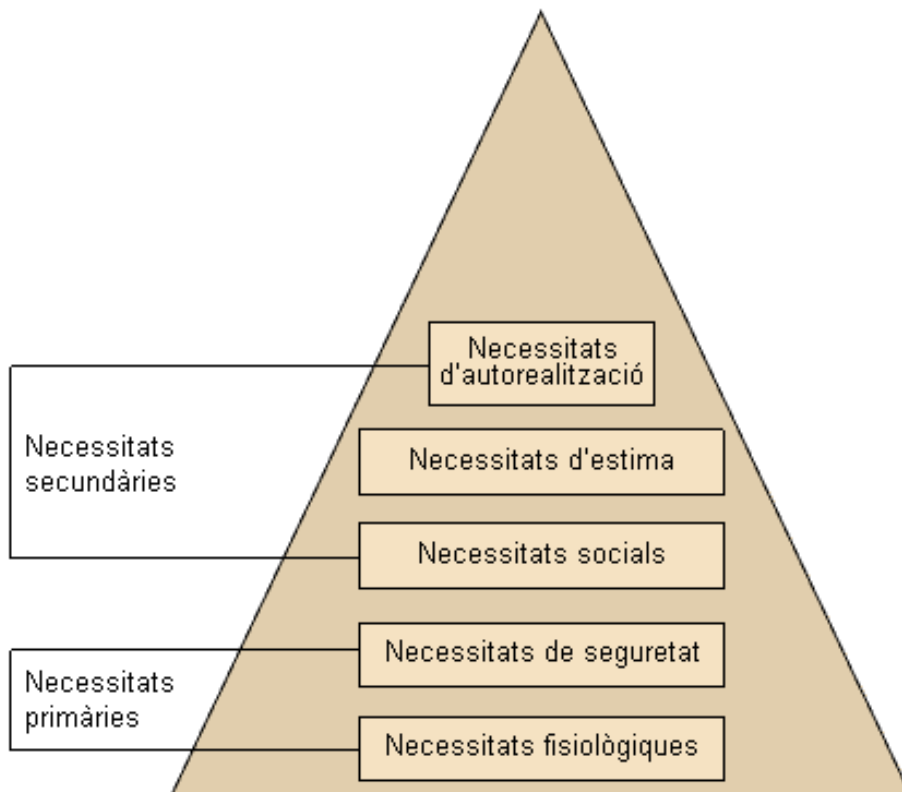 Necessitats
d'autorealització
Necessitats
secundàries
Necessitats d'estima
Necessitats socials
Necessitats de seguretat
Necessitats
primàries
Necessitats fisiològiques